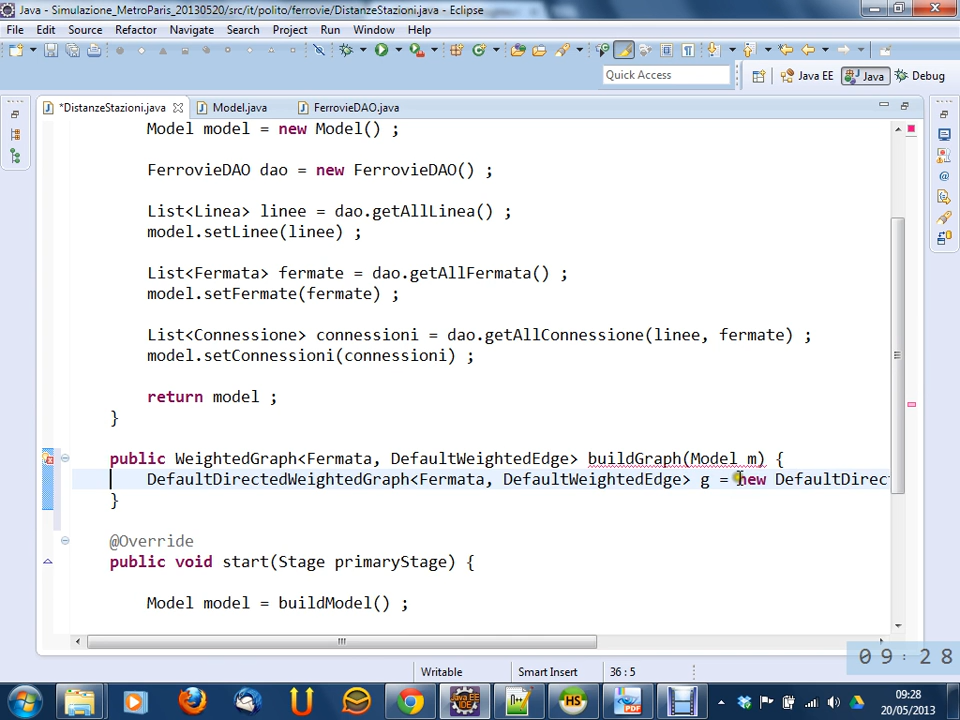 Java - Simulazione_MetroParis_20130520/src/it/polito/ferrovie/DistanzeStazioni.java - Eclipse
File Edit Source Refactor Navigate Search Project Run Window Help
Quick Access
Java EE Java Debug
*DistanzeStazioni.java Model.java FerrovieDAO.java
Model model = new Model() ;
FerrovieDAO dao = new FerrovieDAO() ;
List<Linea> linee = dao.getAllLinea() ;
model.setLinee(linee) ;
List<Fermata> fermate = dao.getAllFermata() ;
model.setFermate(fermate) ;
List<Connessione> connessioni = dao.getAllConnessione(linee, fermate) ;
model.setConnessioni(connessioni) ;
return model ;
}
public WeightedGraph<Fermata, DefaultWeightedEdge> buildGraph(Model m) {
DefaultDirectedWeightedGraph<Fermata, DefaultWeightedEdge> g = new DefaultDirec
}
@Override
public void start(Stage primaryStage) {
Model model = buildModel() ;
09:28
Writable Smart Insert 36 : 5
09:28
20/05/2013